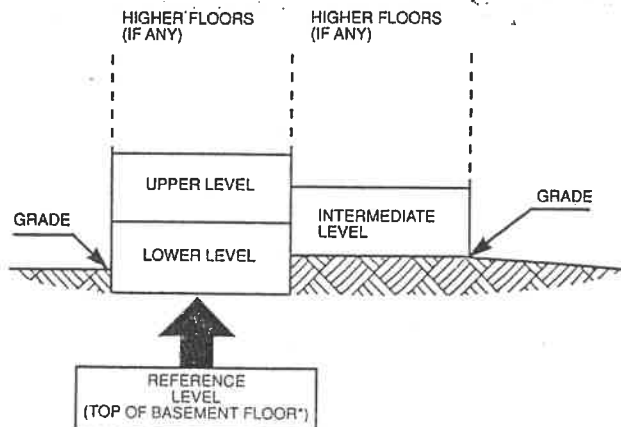 HIGHER FLOORS
(IF ANY)
HIGHER FLOORS
(IF ANY)
UPPER LEVEL
GRADE
GRADE
INTERMEDIATE
LEVEL
LOWER LEVEL
REFERENCE
LEVEL
(TOP OF BASEMENT FLOOR*)